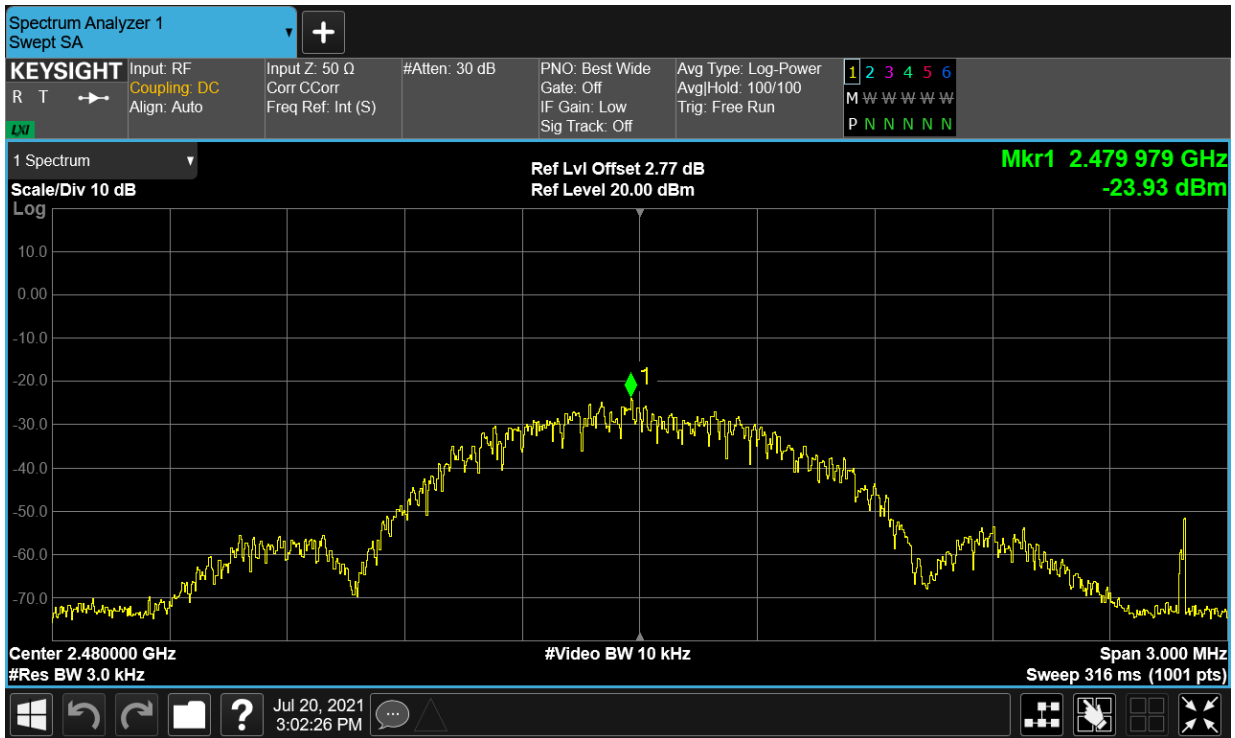 Spectrum Analyzer 1
Swept SA
KEYSIGHT
R T
LXI
Input: RF
Coupling: DC
Align: Auto
Input Z: 50 Ω
Corr CCorr
Freq Ref: Int (S)
#Atten: 30 dB
PNO: Best Wide
Gate: Off
IF Gain: Low
Sig Track: Off
Avg Type: Log-Power
Avg|Hold: 100/100
Trig: Free Run
1 2 3 4 5 6
M W W W W W
P N N N N N N
1 Spectrum
Scale/Div 10 dB
Log
Ref Lvl Offset 2.77 dB
Ref Level 20.00 dBm
Mkr1 2.479 979 GHz
-23.93 dBm
10.0
0.00
-10.0
-20.0
-30.0
-40.0
-50.0
-60.0
-70.0
1
Center 2.480000 GHz
#Res BW 3.0 kHz
#Video BW 10 kHz
Span 3.000 MHz
Sweep 316 ms (1001 pts)
?
Jul 20, 2021
3:02:26 PM